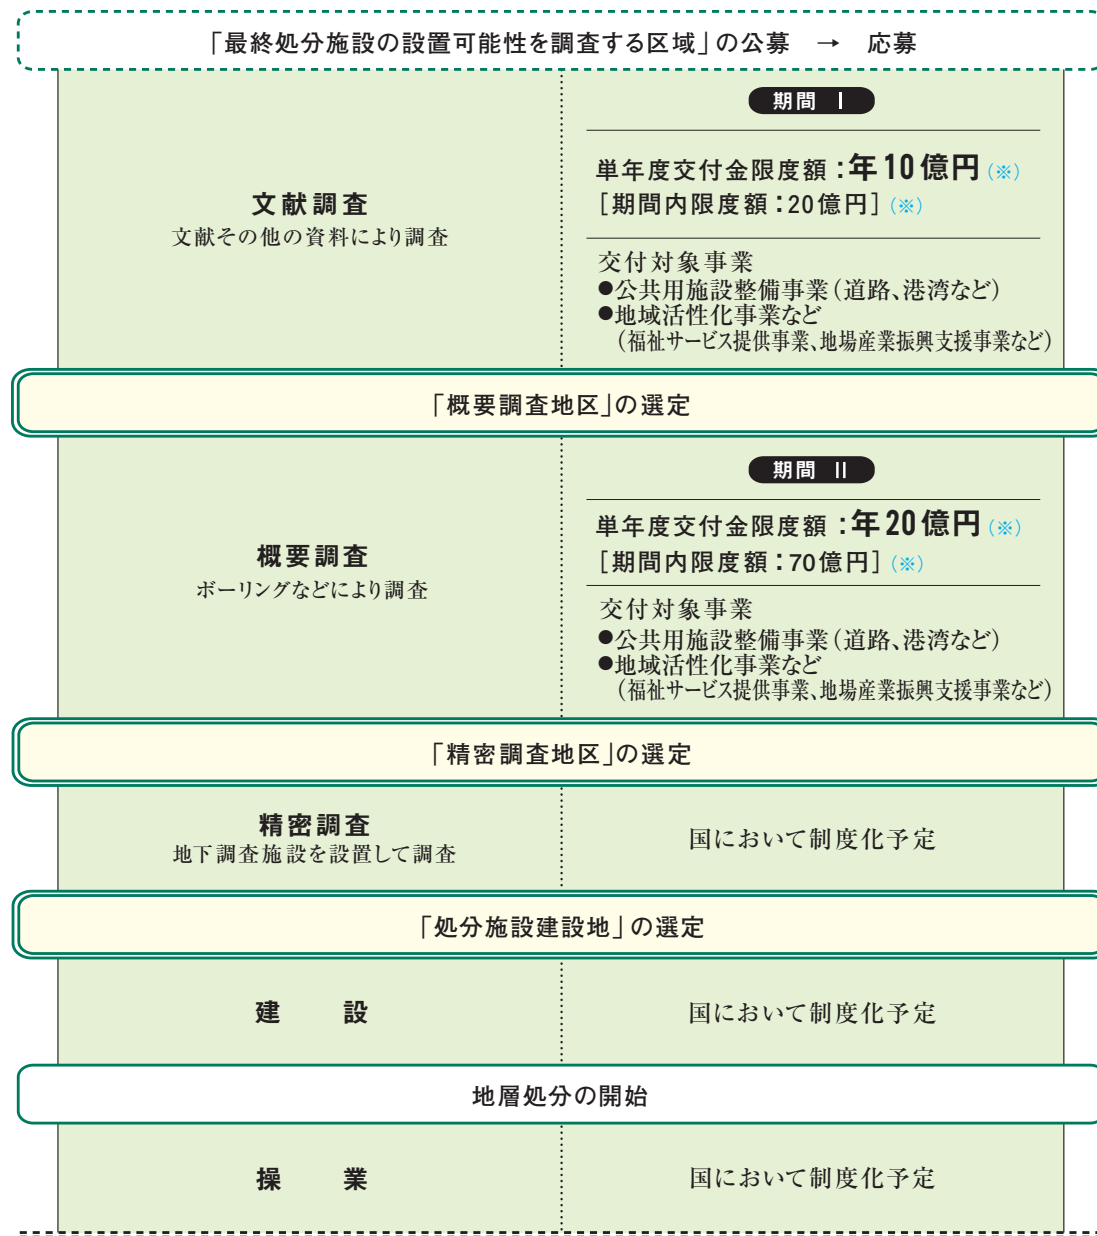 「最終処分施設の設置可能性を調査する区域」の公募　→　応募
文献調査
文献その他の資料により調査
期間 Ⅰ
単年度交付金限度額：年10億円(※)
[期間内限度額：20億円](※)
交付対象事業
●公共用施設整備事業(道路、港湾など)
●地域活性化事業など
(福祉サービス提供事業、地場産業振興支援事業など)
「概要調査地区」の選定
概要調査
ボーリングなどにより調査
期間 Ⅱ
単年度交付金限度額：年20億円(※)
[期間内限度額：70億円](※)
交付対象事業
●公共用施設整備事業(道路、港湾など)
●地域活性化事業など
(福祉サービス提供事業、地場産業振興支援事業など)
「精密調査地区」の選定
精密調査
地下調査施設を設置して調査
国において制度化予定
「処分施設建設地」の選定
建　設
国において制度化予定
地層処分の開始
操　業
国において制度化予定